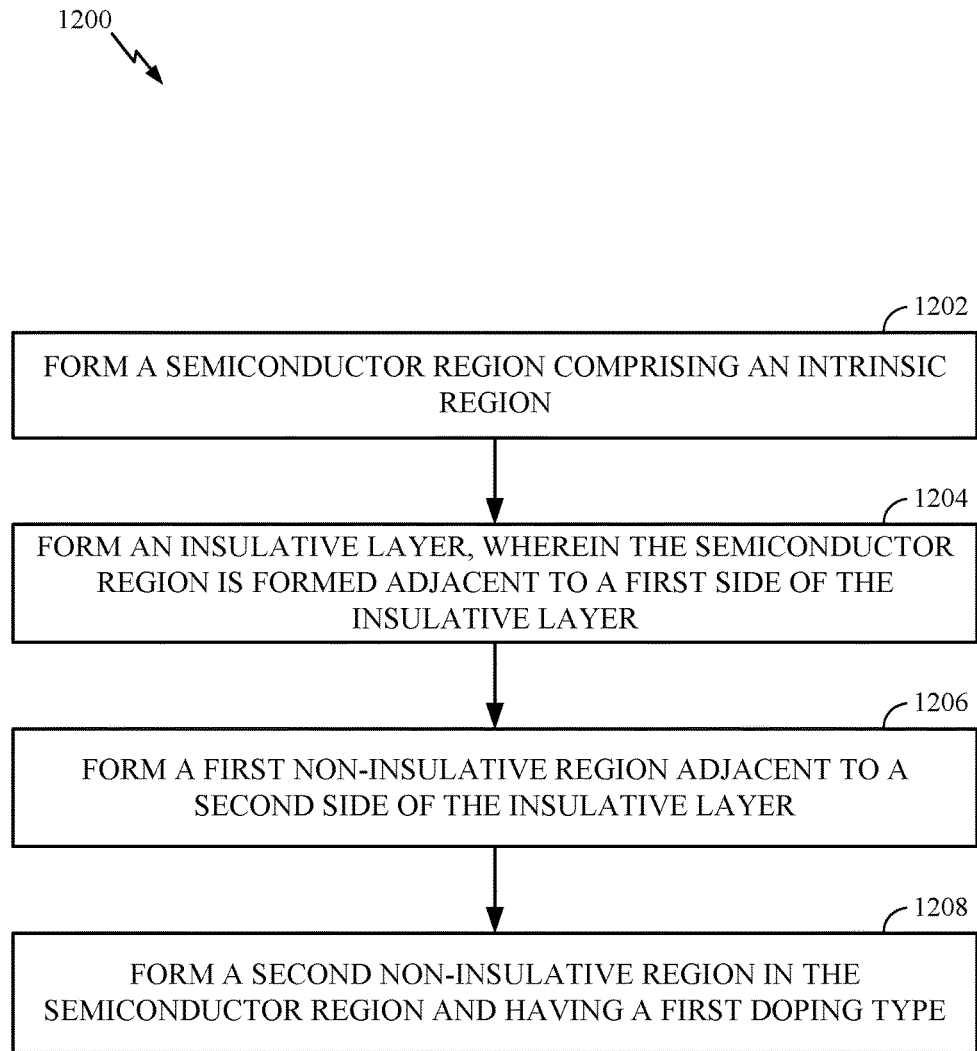 1200
1202
FORM A SEMICONDUCTOR REGION COMPRISING AN INTRINSIC
REGION
1204
FORM AN INSULATIVE LAYER, WHEREIN THE SEMICONDUCTOR
REGION IS FORMED ADJACENT TO A FIRST SIDE OF THE
INSULATIVE LAYER
1206
FORM A FIRST NON-INSULATIVE REGION ADJACENT TO A
SECOND SIDE OF THE INSULATIVE LAYER
1208
FORM A SECOND NON-INSULATIVE REGION IN THE
SEMICONDUCTOR REGION AND HAVING A FIRST DOPING TYPE